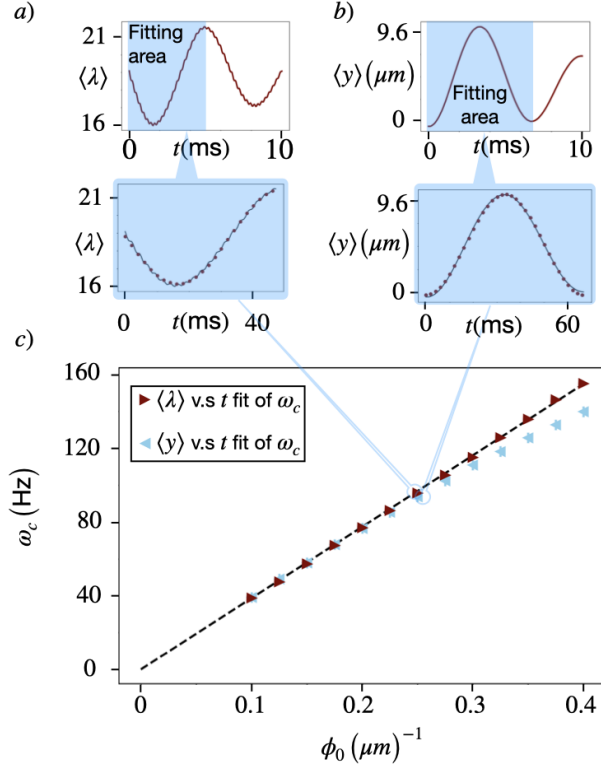 a)
b)
21
Fitting
area
⟨λ⟩
16
0
10
t(ms)
9.6
⟨y⟩(μm)
0
Fitting
area
0
10
t(ms)
21
⟨λ⟩
16
0
t(ms)
40
9.6
⟨y⟩(μm)
0
0
t(ms)
60
c)
160
120
80
40
0
ω_c (Hz)
⟨λ⟩ v.s t fit of ω_c
⟨y⟩ v.s t fit of ω_c
0
0.1
0.2
0.3
0.4
ϕ_0 (μm)^{-1}